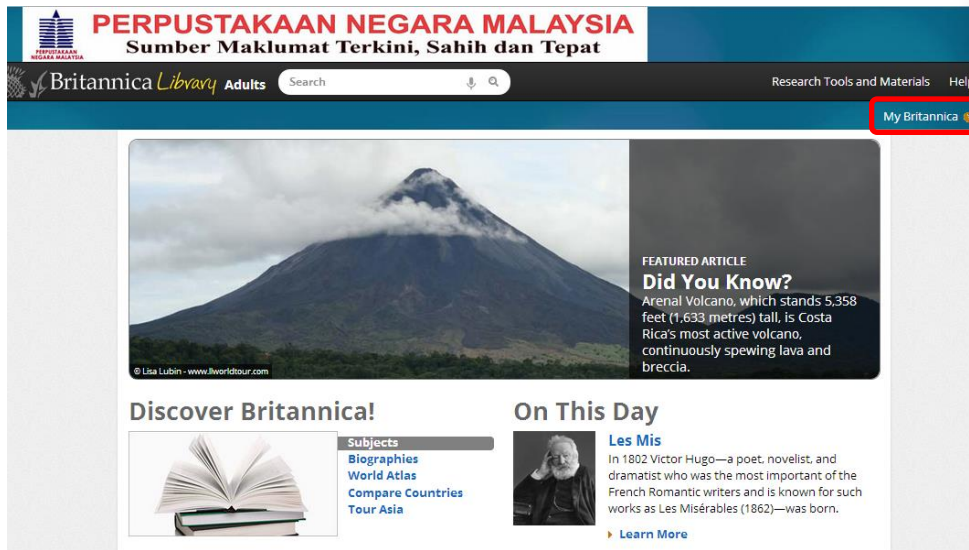 PERPUSTAKAAN NEGARA MALAYSIA
Sumber Maklumat Terkini, Sahih dan Tepat
PERPUSTAKAAN
NEGARA MALAYSIA
Britannica Library Adults
Search
Research Tools and Materials
Help
My Britannica
FEATURED ARTICLE
Did You Know?
Arenal Volcano, which stands 5,358
feet (1,633 metres) tall, is Costa
Rica's most active volcano,
continuously spewing lava and
breccia.
© Lisa Lubin - www.llworldtour.com
Discover Britannica!
Subjects
Biographies
World Atlas
Compare Countries
Tour Asia
On This Day
Les Mis
In 1802 Victor Hugo—a poet, novelist, and
dramatist who was the most important of the
French Romantic writers and is known for such
works as Les Misérables (1862)—was born.
Learn More